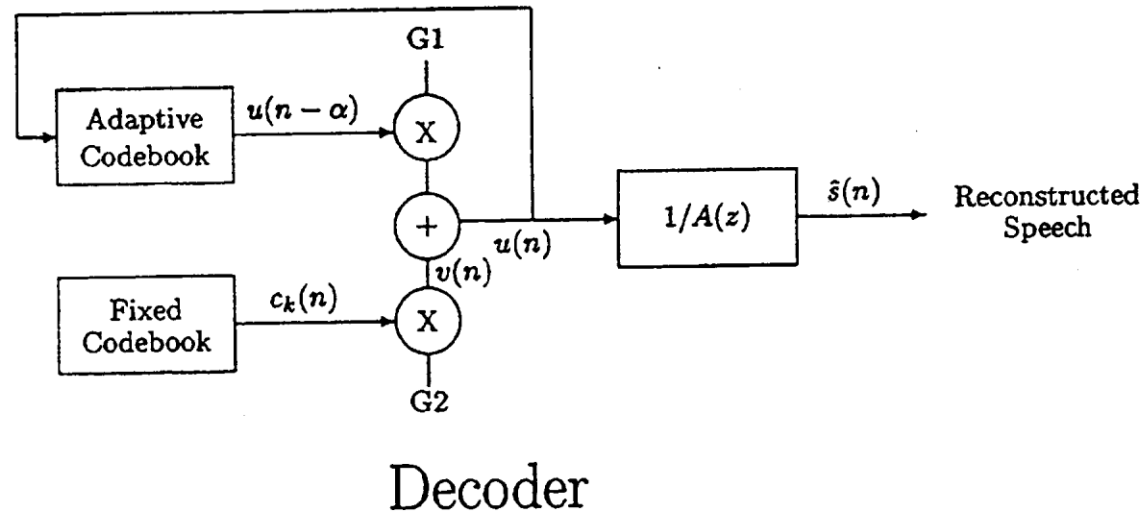 G1
Adaptive
Codebook
u(n − α)
X
+
u(n)
v(n)
1/A(z)
ŝ(n)
Reconstructed
Speech
Fixed
Codebook
c_k(n)
X
G2
Decoder